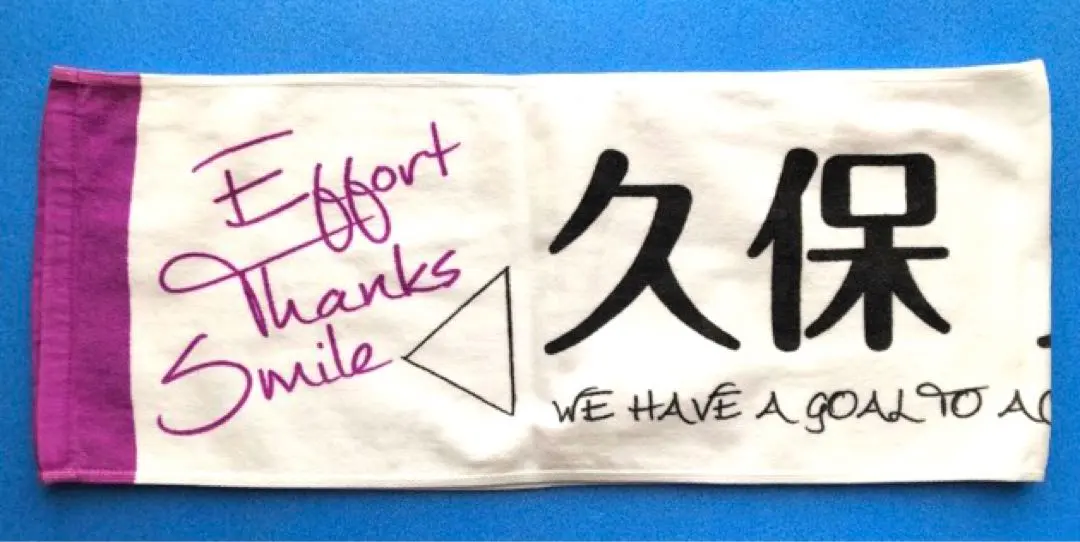 Effort
Thanks
Smile
久保
WE HAVE A GOAL TO